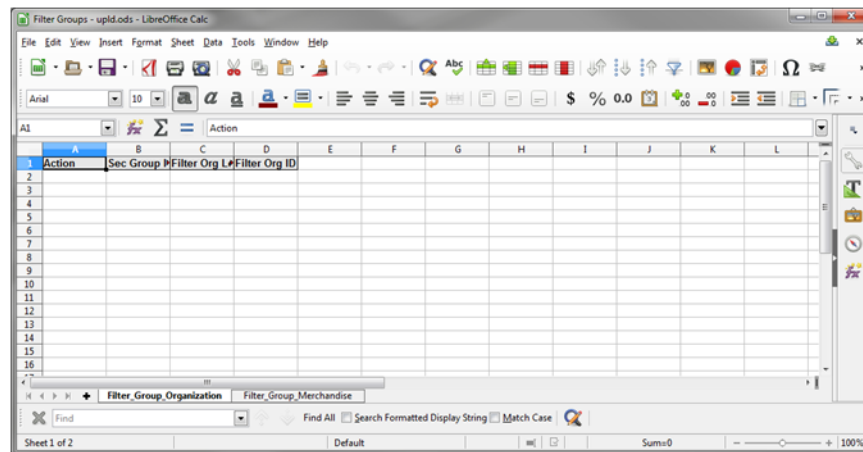 Filter Groups - upld.ods - LibreOffice Calc
File Edit View Insert Format Sheet Data Tools Window Help
Abc
Arial 10 a a a a $ % 0.0
A1 Action
A B C D E F G H I J K L
1 Action Sec Group Filter Org L Filter Org ID
2
3
4
5
6
7
8
9
10
11
12
13
14
15
16
Filter_Group_Organization Filter_Group_Merchandise
Find Find All Search Formatted Display String Match Case
Sheet 1 of 2 Default Sum=0 100%